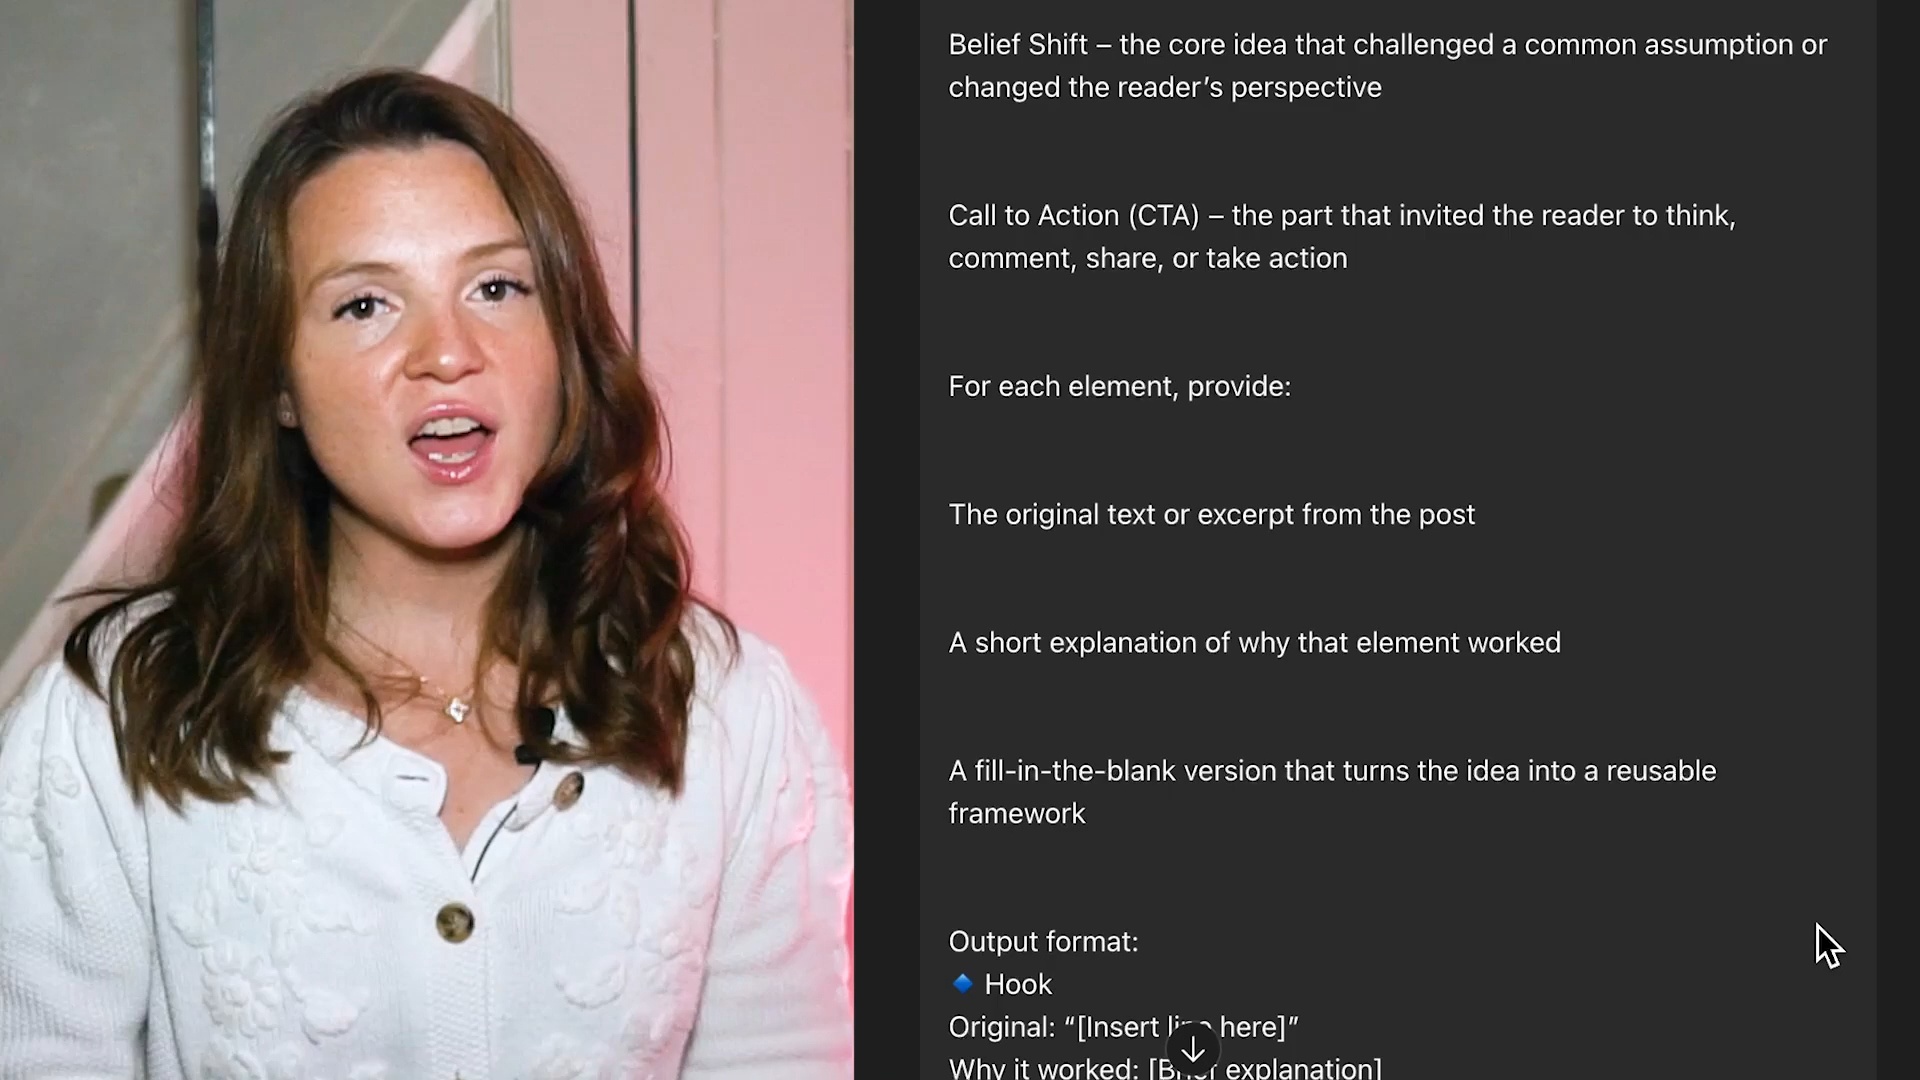 Belief Shift – the core idea that challenged a common assumption or
changed the reader’s perspective
Call to Action (CTA) – the part that invited the reader to think,
comment, share, or take action
For each element, provide:
The original text or excerpt from the post
A short explanation of why that element worked
A fill-in-the-blank version that turns the idea into a reusable
framework
Output format:
🔹 Hook
Original: “[Insert line here]”
Why it worked: [Brief explanation]